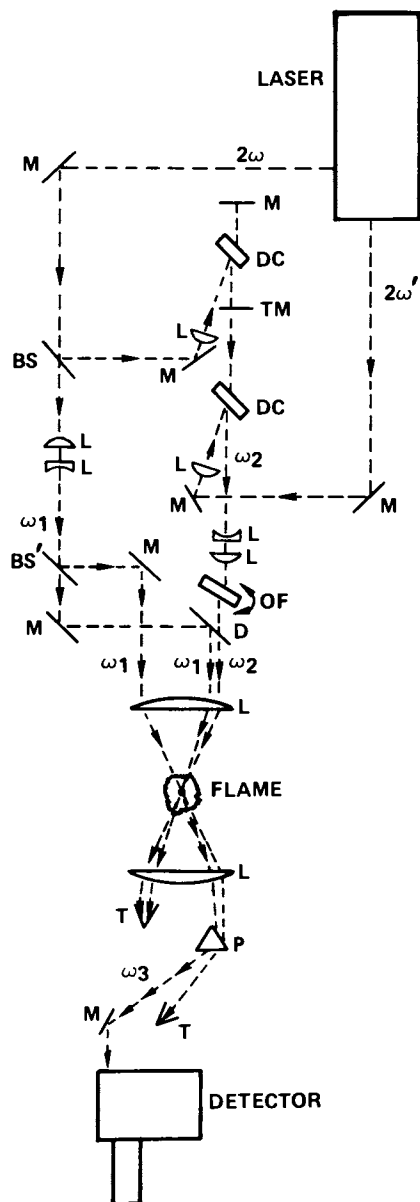 LASER
M
2ω
M
DC
2ω'
TM
L
BS
M
DC
L
L
L
ω2
M
M
ω1
L
L
BS'
M
OF
M
D
ω1
ω1
ω2
L
FLAME
L
T
P
ω3
M
T
DETECTOR